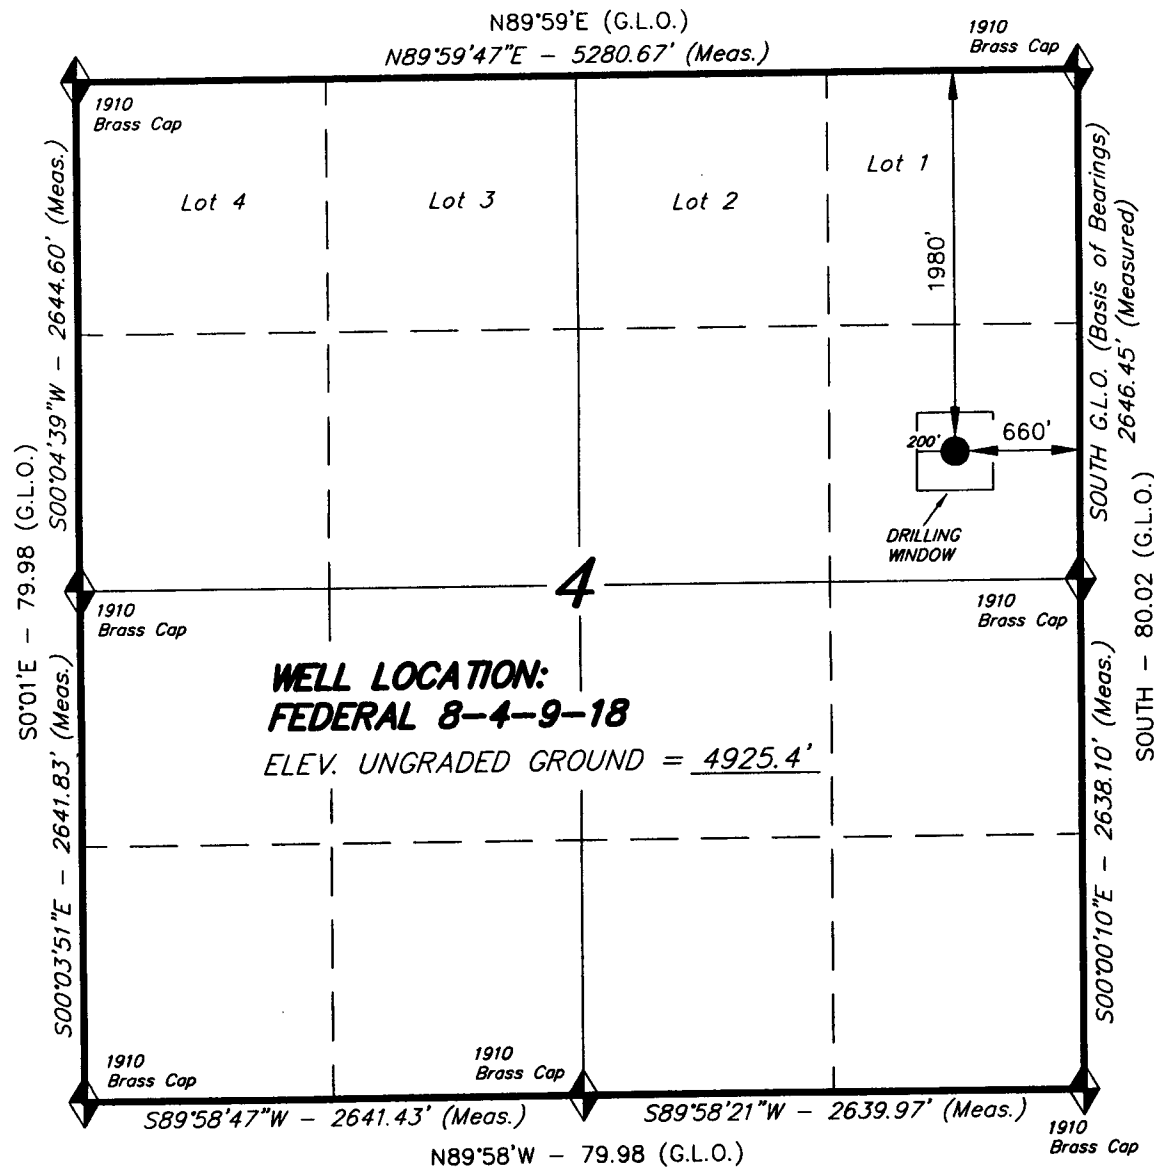 N89°59'E (G.L.O.)
N89°59'47"E – 5280.67' (Meas.)
1910
Brass Cap
1910
Brass Cap
Lot 4
Lot 3
Lot 2
Lot 1
1980'
200'
660'
DRILLING
WINDOW
S00°04'39"W – 2644.60' (Meas.)
S0°01'E – 79.98 (G.L.O.)
SOUTH G.L.O. (Basis of Bearings)
2646.45' (Measured)
SOUTH – 80.02 (G.L.O.)
4
1910
Brass Cap
1910
Brass Cap
WELL LOCATION:
FEDERAL 8–4–9–18
ELEV. UNGRADED GROUND = 4925.4'
S00°03'51"E – 2641.83' (Meas.)
S00°00'10"E – 2638.10' (Meas.)
1910
Brass Cap
1910
Brass Cap
S89°58'47"W – 2641.43' (Meas.)
S89°58'21"W – 2639.97' (Meas.)
1910
Brass Cap
N89°58'W – 79.98 (G.L.O.)